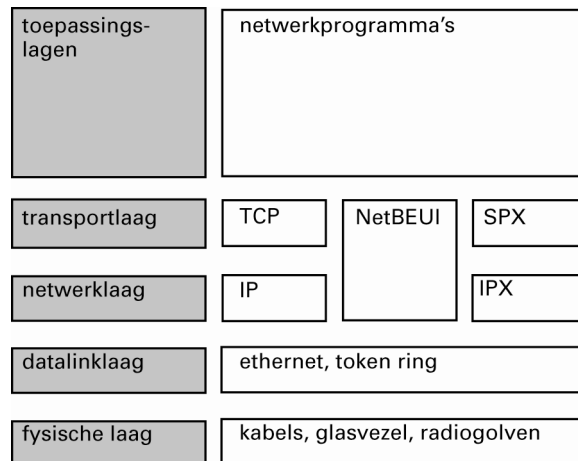 toepassings-
lagen
netwerkprogramma's
transportlaag
TCP
NetBEUI
SPX
netwerklaag
IP
IPX
datalinklaag
ethernet, token ring
fysische laag
kabels, glasvezel, radiogolven